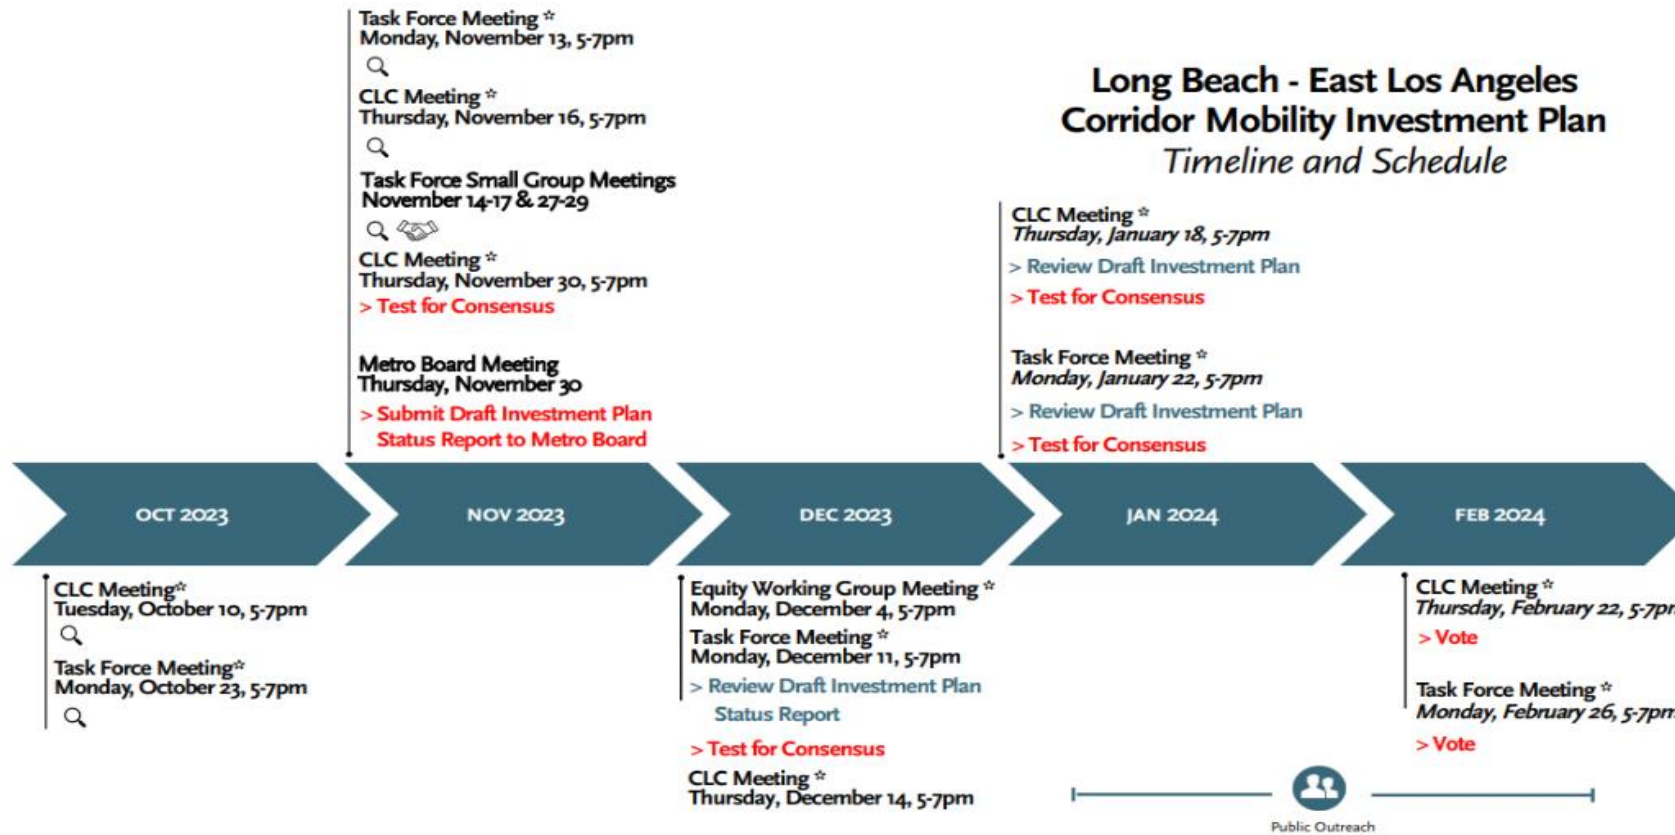 Task Force Meeting ☆
Monday, November 13, 5-7pm
CLC Meeting ☆
Thursday, November 16, 5-7pm
Task Force Small Group Meetings
November 14-17 & 27-29
CLC Meeting ☆
Thursday, November 30, 5-7pm
> Test for Consensus
Metro Board Meeting
Thursday, November 30
> Submit Draft Investment Plan
Status Report to Metro Board
Long Beach - East Los Angeles
Corridor Mobility Investment Plan
Timeline and Schedule
CLC Meeting ☆
Thursday, January 18, 5-7pm
> Review Draft Investment Plan
> Test for Consensus
Task Force Meeting ☆
Monday, January 22, 5-7pm
> Review Draft Investment Plan
> Test for Consensus
OCT 2023
NOV 2023
DEC 2023
JAN 2024
FEB 2024
CLC Meeting☆
Tuesday, October 10, 5-7pm
Task Force Meeting☆
Monday, October 23, 5-7pm
Equity Working Group Meeting ☆
Monday, December 4, 5-7pm
Task Force Meeting ☆
Monday, December 11, 5-7pm
> Review Draft Investment Plan
Status Report
> Test for Consensus
CLC Meeting ☆
Thursday, December 14, 5-7pm
CLC Meeting ☆
Thursday, February 22, 5-7pm
> Vote
Task Force Meeting ☆
Monday, February 26, 5-7pm
> Vote
Public Outreach